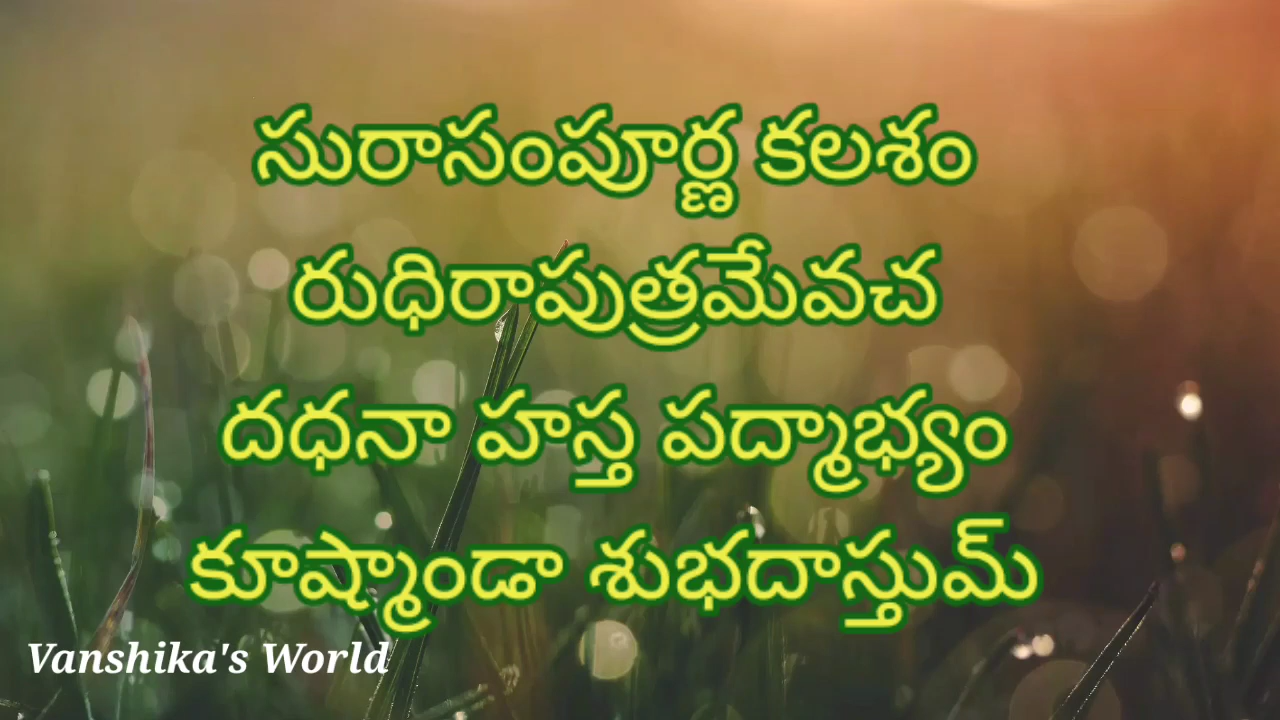 సురాసంపూర్ణ కలశం
రుధిరాపుత్రమేవచ
దధనా హస్త పద్మాభ్యం
కూష్మాండా శుభదాస్తుమ్
Vanshika's World